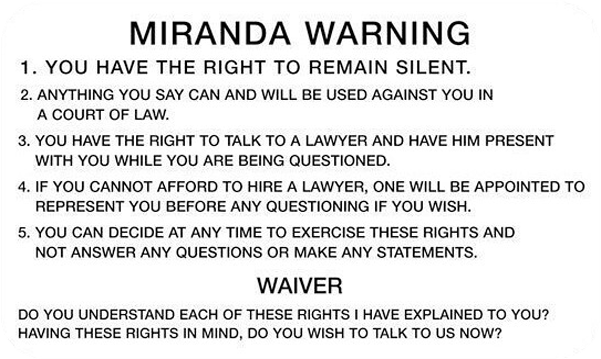 MIRANDA WARNING
1. YOU HAVE THE RIGHT TO REMAIN SILENT.
2. ANYTHING YOU SAY CAN AND WILL BE USED AGAINST YOU IN
A COURT OF LAW.
3. YOU HAVE THE RIGHT TO TALK TO A LAWYER AND HAVE HIM PRESENT
WITH YOU WHILE YOU ARE BEING QUESTIONED.
4. IF YOU CANNOT AFFORD TO HIRE A LAWYER, ONE WILL BE APPOINTED TO
REPRESENT YOU BEFORE ANY QUESTIONING IF YOU WISH.
5. YOU CAN DECIDE AT ANY TIME TO EXERCISE THESE RIGHTS AND
NOT ANSWER ANY QUESTIONS OR MAKE ANY STATEMENTS.
WAIVER
DO YOU UNDERSTAND EACH OF THESE RIGHTS I HAVE EXPLAINED TO YOU?
HAVING THESE RIGHTS IN MIND, DO YOU WISH TO TALK TO US NOW?